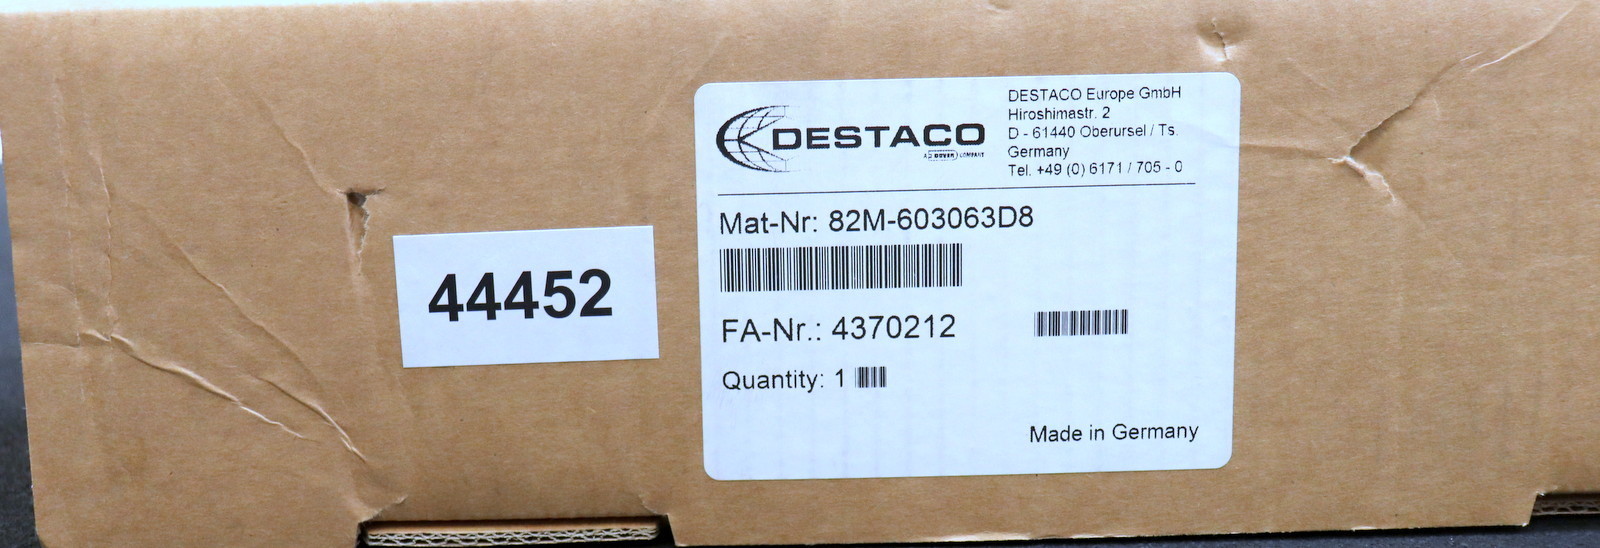 44452
DESTACO
A DOVER COMPANY
DESTACO Europe GmbH
Hiroshimastr. 2
D - 61440 Oberursel / Ts.
Germany
Tel. +49 (0) 6171 / 705 - 0
Mat-Nr: 82M-603063D8
FA-Nr.: 4370212
Quantity: 1
Made in Germany